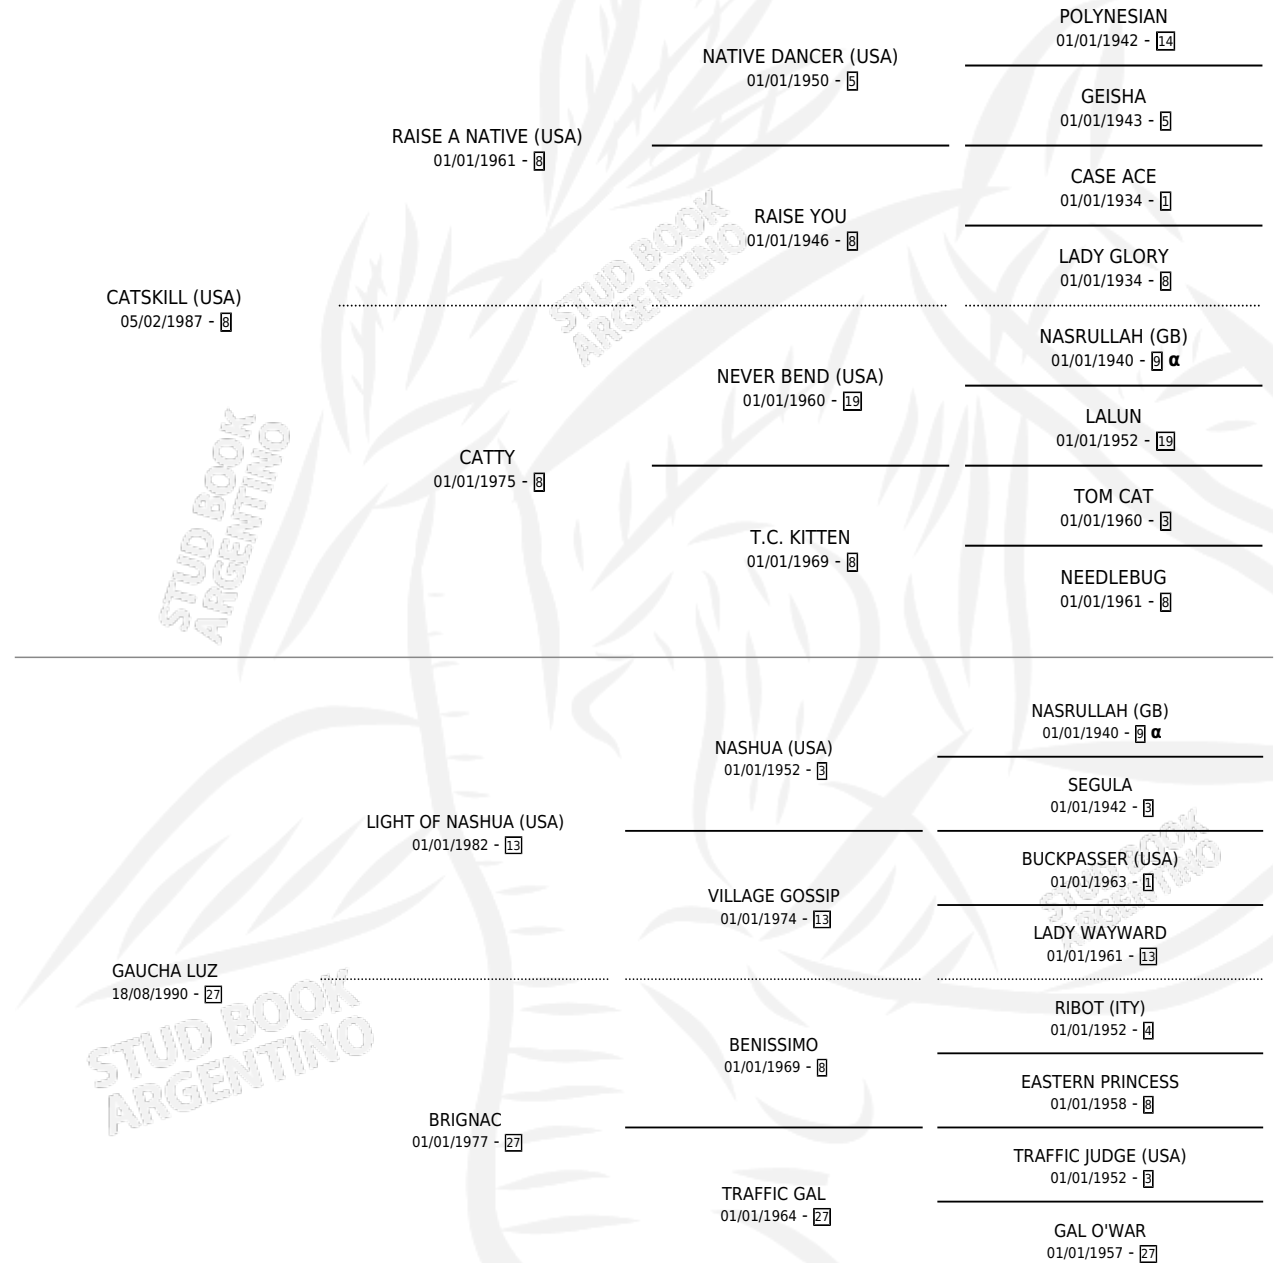 POLYNESIAN
01/01/1942 - 14
NATIVE DANCER (USA)
01/01/1950 - 5
GEISHA
01/01/1943 - 5
RAISE A NATIVE (USA)
01/01/1961 - 8
CASE ACE
01/01/1934 - 1
RAISE YOU
01/01/1946 - 8
LADY GLORY
01/01/1934 - 8
CATSKILL (USA)
05/02/1987 - 8
NASRULLAH (GB)
01/01/1940 - 9 α
NEVER BEND (USA)
01/01/1960 - 19
LALUN
01/01/1952 - 19
CATTY
01/01/1975 - 8
TOM CAT
01/01/1960 - 3
T.C. KITTEN
01/01/1969 - 8
NEEDLEBUG
01/01/1961 - 8
NASRULLAH (GB)
01/01/1940 - 9 α
NASHUA (USA)
01/01/1952 - 3
SEGULA
01/01/1942 - 3
LIGHT OF NASHUA (USA)
01/01/1982 - 13
BUCKPASSER (USA)
01/01/1963 - 1
VILLAGE GOSSIP
01/01/1974 - 13
LADY WAYWARD
01/01/1961 - 13
GAUCHA LUZ
18/08/1990 - 27
RIBOT (ITY)
01/01/1952 - 4
BENISSIMO
01/01/1969 - 8
EASTERN PRINCESS
01/01/1958 - 8
BRIGNAC
01/01/1977 - 27
TRAFFIC JUDGE (USA)
01/01/1952 - 3
TRAFFIC GAL
01/01/1964 - 27
GAL O'WAR
01/01/1957 - 27
STUD BOOK
ARGENTINO
STUD BOOK
ARGENTINO
STUD BOOK
ARGENTINO
STUD BOOK
ARGENTINO